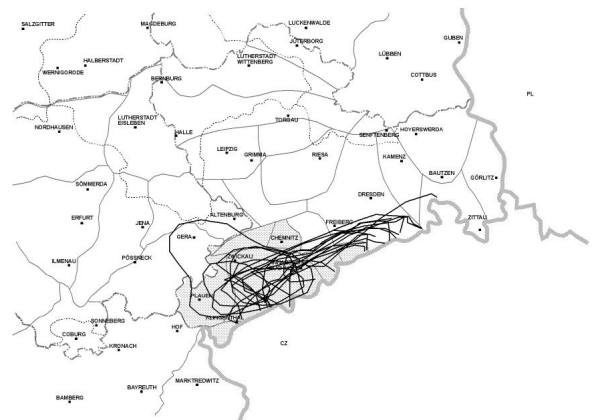 SALZGITTER
MAGDEBURG
LUCKENWALDE
JÜTERBORG
GUBEN
LÜBBEN
HALBERSTADT
WERNIGORODE
LUTHERSTADT
WITTENBERG
BERNBURG
COTTBUS
PL
LUTHERSTADT
EISLEBEN
NORDHAUSEN
HALLE
TORGAU
SENFTENBERG
HOYERSWERDA
LEIPZIG
GRIMMA
RIESA
KAMENZ
BAUTZEN
GÖRLITZ
SÖMMERDA
DRESDEN
ERFURT
JENA
ALTENBURG
FREIBERG
ZITTAU
GERA
CHEMNITZ
ILMENAU
PÖSSNECK
ZWICKAU
PLAUEN
SONNEBERG
KLINGENTHAL
HOF
COBURG
KRONACH
CZ
MARKTREDWITZ
BAYREUTH
BAMBERG